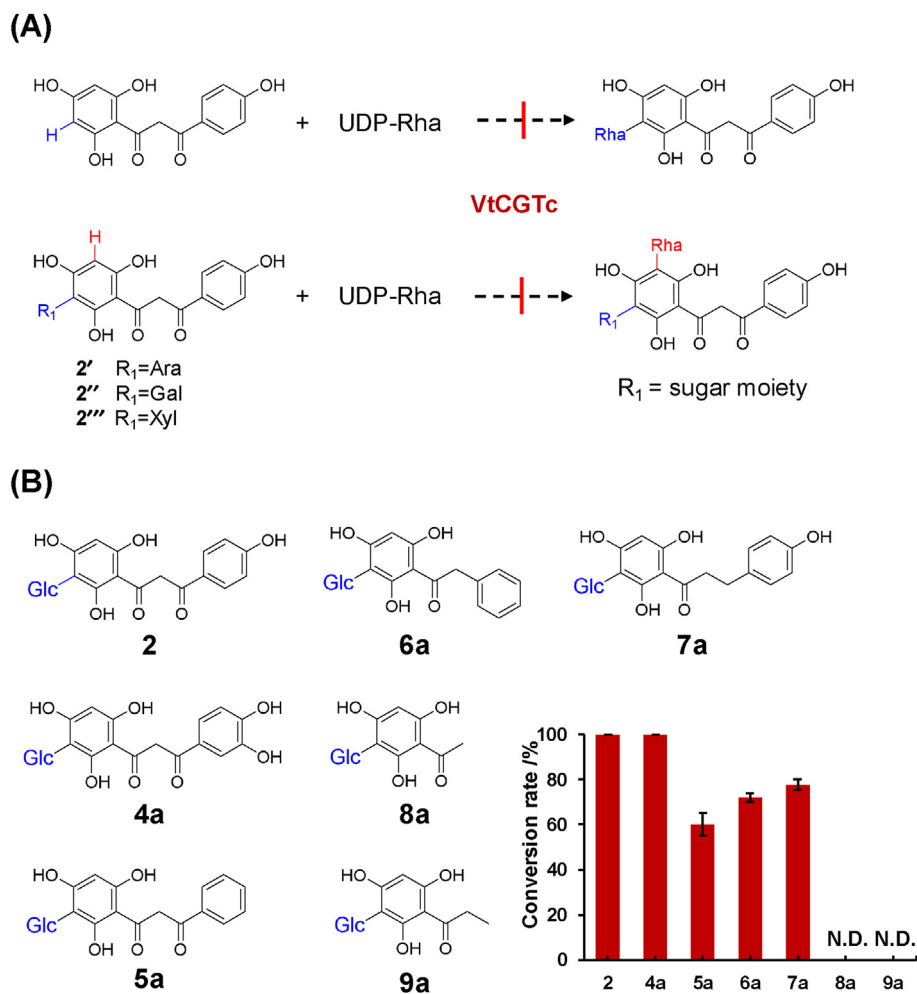 (A)
HO OH OH
H
OH O O
+ UDP-Rha
HO OH OH
Rha
OH O O
VtCGTc
H
HO OH OH
R₁
OH O O
+ UDP-Rha
Rha
HO OH OH
R₁
OH O O
2′ R₁=Ara
2″ R₁=Gal
2‴ R₁=Xyl
R₁ = sugar moiety
(B)
HO OH OH
Glc
OH O O
2
HO OH
Glc
OH O
6a
HO OH OH
Glc
OH O
7a
HO OH OH
Glc OH
OH O O
4a
HO OH
Glc
OH O
8a
HO OH
Glc
OH O O
5a
HO OH
Glc
OH O
9a
Conversion rate /%
100
80
60
40
20
0
N.D. N.D.
2 4a 5a 6a 7a 8a 9a